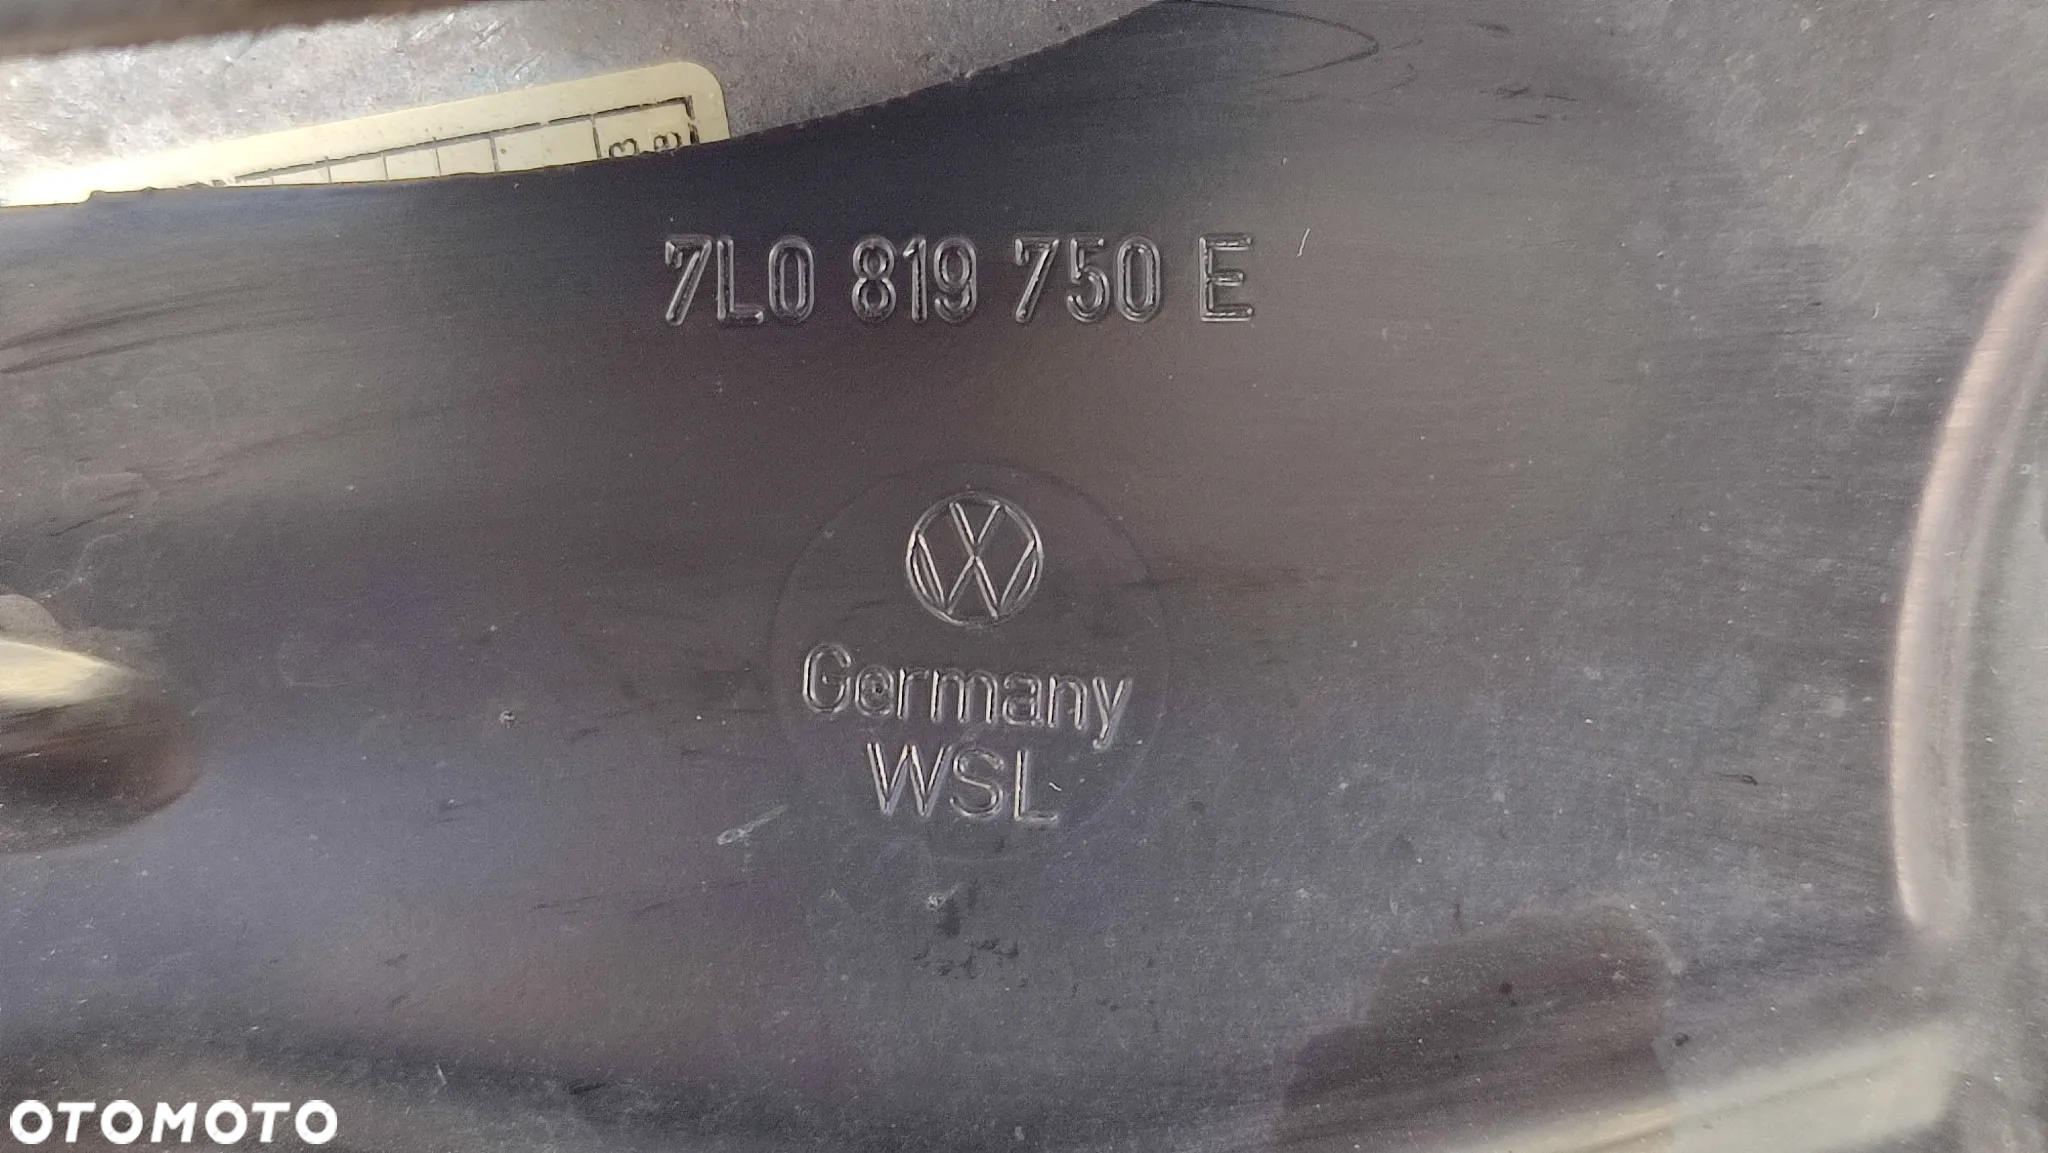 7L0 819 750 E
Germany
WSL
OTOMOTO